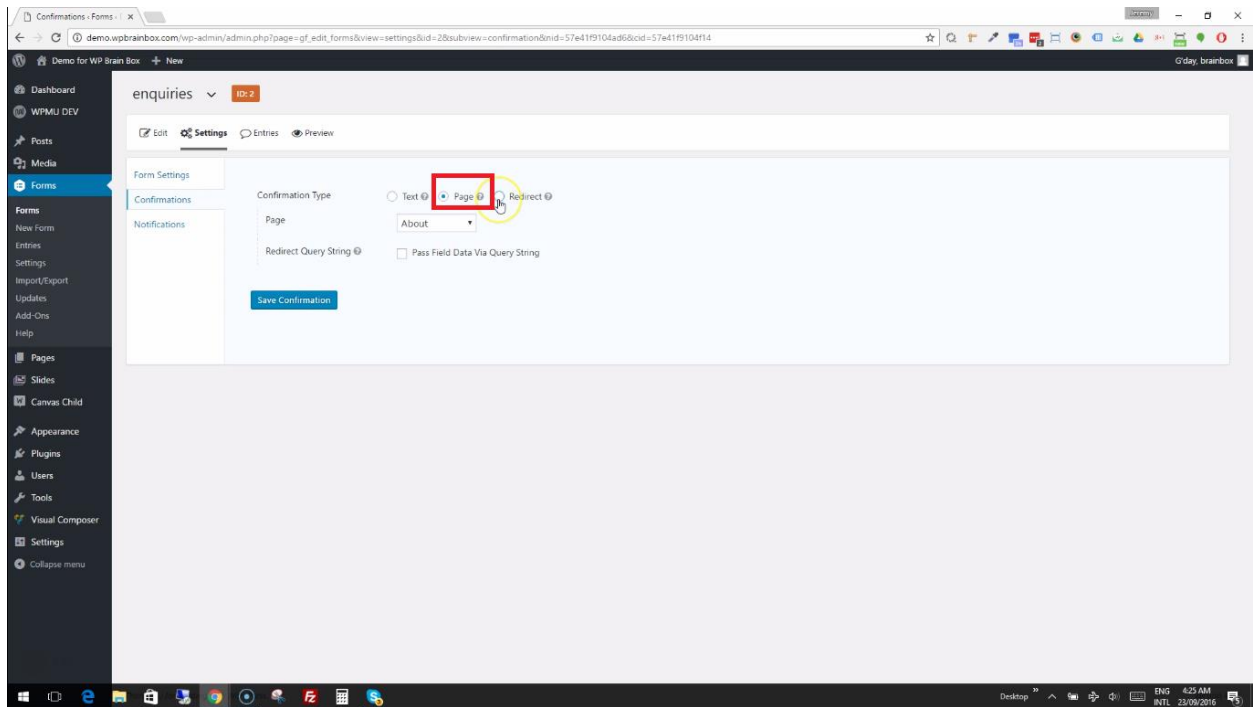 Confirmations ‹ Forms ‹
demo.wpbrainbox.com/wp-admin/admin.php?page=gf_edit_forms&view=settings&id=2&subview=confirmation&nid=57e41f9104ad6&cid=57e41f9104f14
Demo for WP Brain Box + New
G'day, brainbox
Dashboard
WPMU DEV
Posts
Media
Forms
Forms
New Form
Entries
Settings
Import/Export
Updates
Add-Ons
Help
Pages
Slides
Canvas Child
Appearance
Plugins
Users
Tools
Visual Composer
Settings
Collapse menu
enquiries ID: 2
Edit Settings Entries Preview
Form Settings
Confirmations
Notifications
Confirmation Type Text Page Redirect
Page About
Redirect Query String Pass Field Data Via Query String
Save Confirmation
Desktop ENG 4:25 AM
INTL 23/09/2016